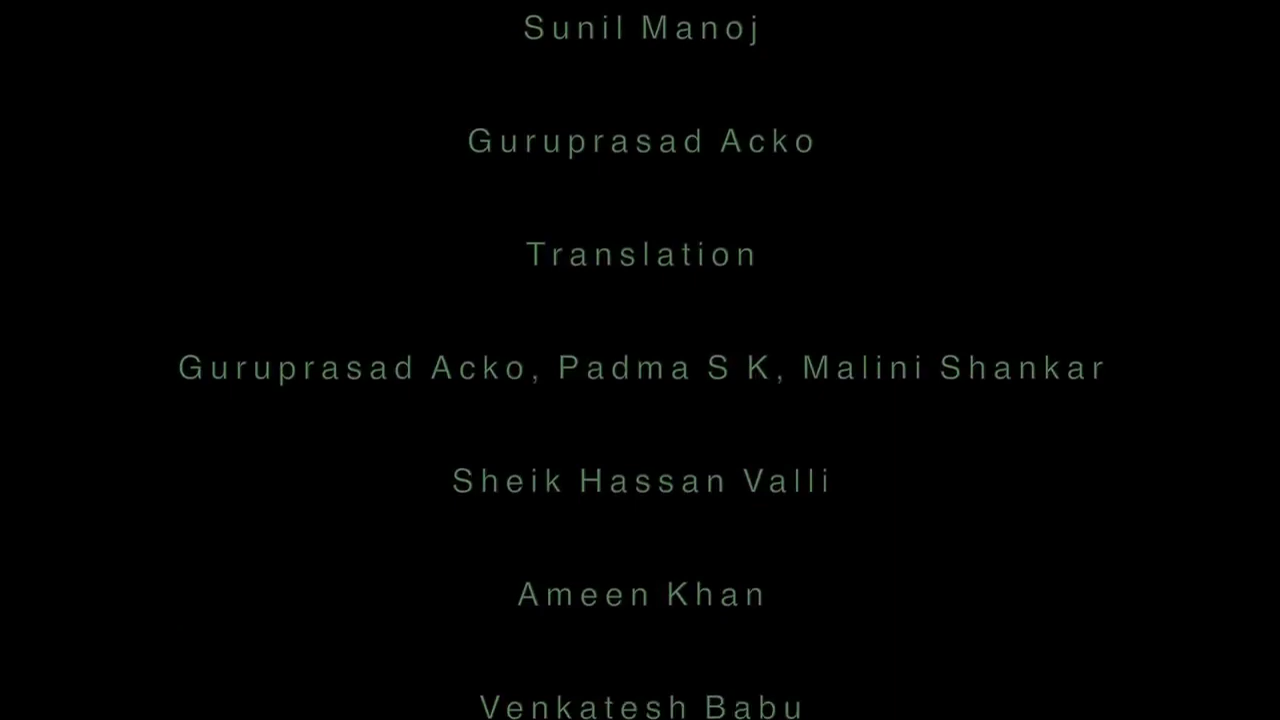 Sunil Manoj
Guruprasad Acko
Translation
Guruprasad Acko, Padma S K, Malini Shankar
Sheik Hassan Valli
Ameen Khan
Venkatesh Babu